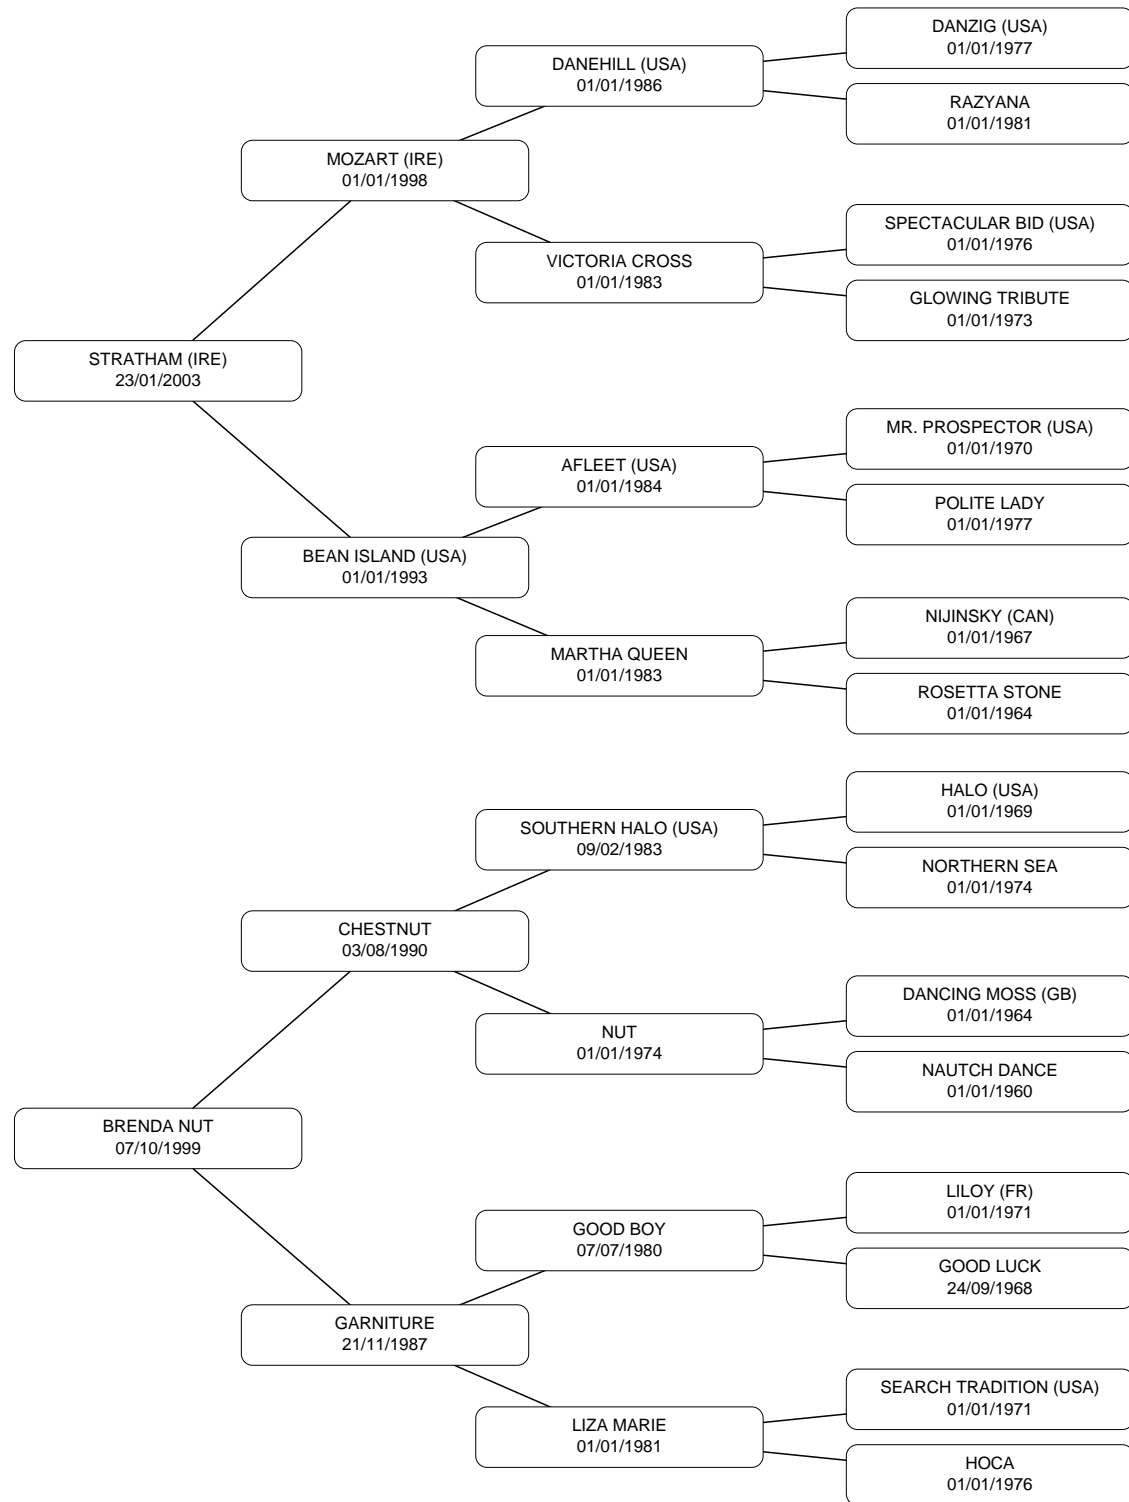 DANZIG (USA)
01/01/1977
DANEHILL (USA)
01/01/1986
RAZYANA
01/01/1981
MOZART (IRE)
01/01/1998
SPECTACULAR BID (USA)
01/01/1976
VICTORIA CROSS
01/01/1983
GLOWING TRIBUTE
01/01/1973
STRATHAM (IRE)
23/01/2003
MR. PROSPECTOR (USA)
01/01/1970
AFLEET (USA)
01/01/1984
POLITE LADY
01/01/1977
BEAN ISLAND (USA)
01/01/1993
NIJINSKY (CAN)
01/01/1967
MARTHA QUEEN
01/01/1983
ROSETTA STONE
01/01/1964
HALO (USA)
01/01/1969
SOUTHERN HALO (USA)
09/02/1983
NORTHERN SEA
01/01/1974
CHESTNUT
03/08/1990
DANCING MOSS (GB)
01/01/1964
NUT
01/01/1974
NAUTCH DANCE
01/01/1960
BRENDA NUT
07/10/1999
LILOY (FR)
01/01/1971
GOOD BOY
07/07/1980
GOOD LUCK
24/09/1968
GARNITURE
21/11/1987
SEARCH TRADITION (USA)
01/01/1971
LIZA MARIE
01/01/1981
HOCA
01/01/1976